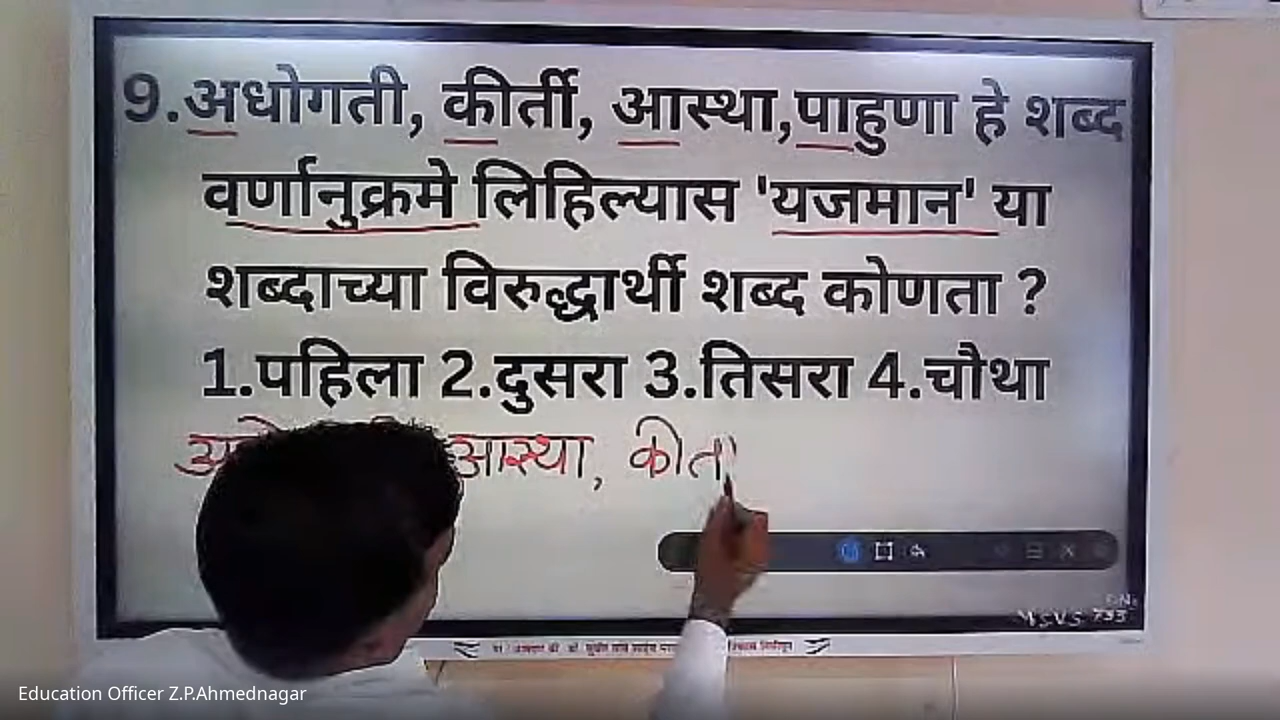 9.अधोगती, कीर्ती, आस्था,पाहुणा हे शब्द
वर्णानुक्रमे लिहिल्यास 'यजमान' या
शब्दाच्या विरुद्धार्थी शब्द कोणता ?
1.पहिला 2.दुसरा 3.तिसरा 4.चौथा
आस्था, कीत
Education Officer Z.P.Ahmednagar